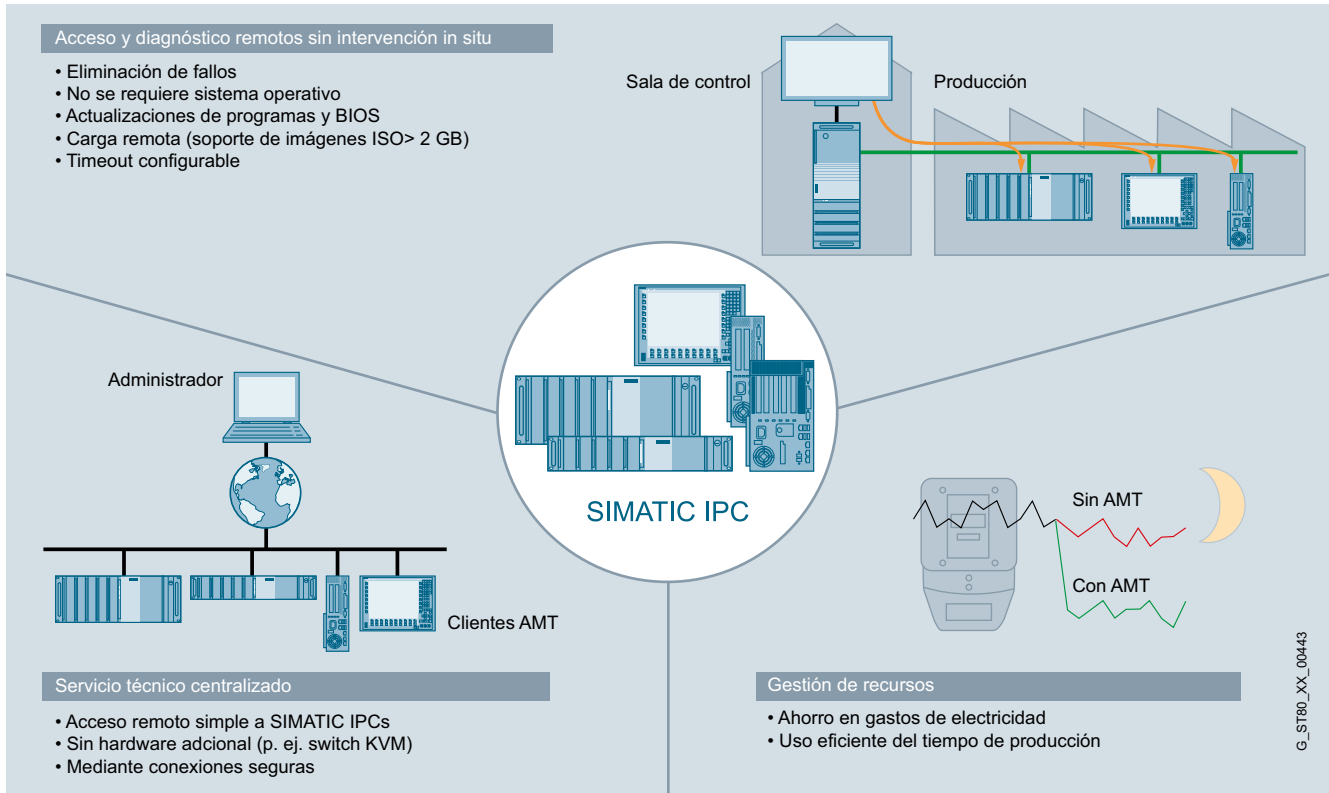 Acceso y diagnóstico remotos sin intervención in situ
• Eliminación de fallos
• No se requiere sistema operativo
• Actualizaciones de programas y BIOS
• Carga remota (soporte de imágenes ISO> 2 GB)
• Timeout configurable
Sala de control
Producción
Administrador
Clientes AMT
SIMATIC IPC
Sin AMT
Con AMT
Servicio técnico centralizado
• Acceso remoto simple a SIMATIC IPCs
• Sin hardware adcional (p. ej. switch KVM)
• Mediante conexiones seguras
Gestión de recursos
• Ahorro en gastos de electricidad
• Uso eficiente del tiempo de producción
G_ST80_XX_00443